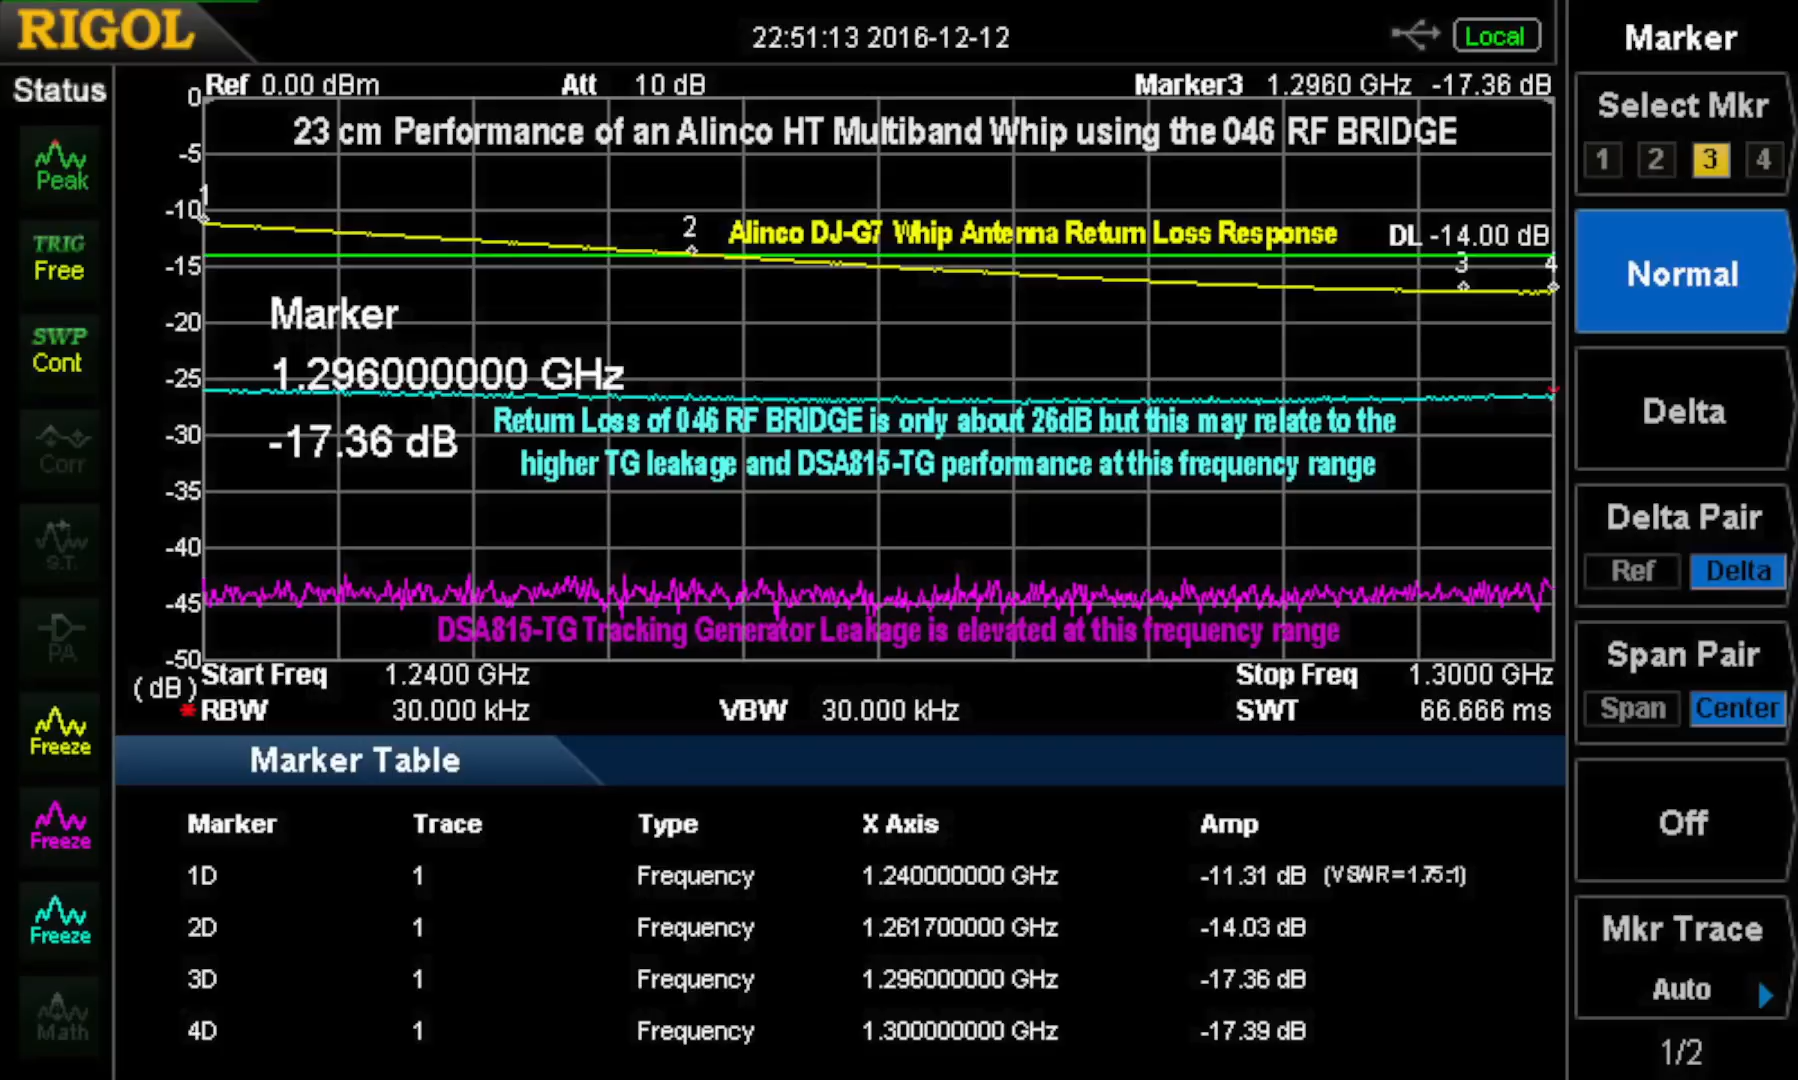 RIGOL
22:51:13 2016-12-12
Local
Marker
Status
Ref 0.00 dBm Att 10 dB Marker3 1.2960 GHz -17.36 dB
23 cm Performance of an Alinco HT Multiband Whip using the 046 RF BRIDGE
0
-5
-10
-15
-20
-25
-30
-35
-40
-45
-50
(dB)
1
2
Alinco DJ-G7 Whip Antenna Return Loss Response
DL -14.00 dB
3
4
Marker
1.296000000 GHz
-17.36 dB
Return Loss of 046 RF BRIDGE is only about 26dB but this may relate to the
higher TG leakage and DSA815-TG performance at this frequency range
DSA815-TG Tracking Generator Leakage is elevated at this frequency range
Start Freq 1.2400 GHz Stop Freq 1.3000 GHz
*RBW 30.000 kHz VBW 30.000 kHz SWT 66.666 ms
Marker Table
Marker Trace Type X Axis Amp
1D 1 Frequency 1.240000000 GHz -11.31 dB (VSWR=1.75:1)
2D 1 Frequency 1.261700000 GHz -14.03 dB
3D 1 Frequency 1.296000000 GHz -17.36 dB
4D 1 Frequency 1.300000000 GHz -17.39 dB
Peak
TRIG
Free
SWP
Cont
Corr
S.T.
PA
Freeze
Freeze
Freeze
Math
Select Mkr
1 2 3 4
Normal
Delta
Delta Pair
Ref Delta
Span Pair
Span Center
Off
Mkr Trace
Auto
1/2